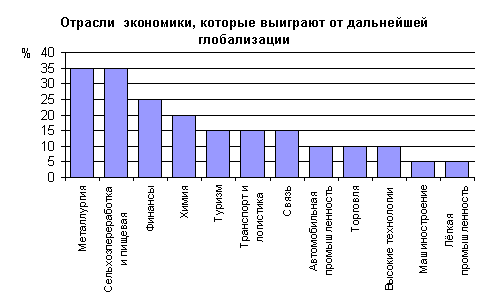 Отрасли экономики, которые выиграют от дальнейшей
глобализации
%
40
35
30
25
20
15
10
5
0
Металлургия
Сельхозпереработка
и пищевая
Финансы
Химия
Туризм
Транспорт и
логистика
Связь
Автомобильная
промышленность
Торговля
Высокие технологии
Машиностроение
Лёгкая
промышленность